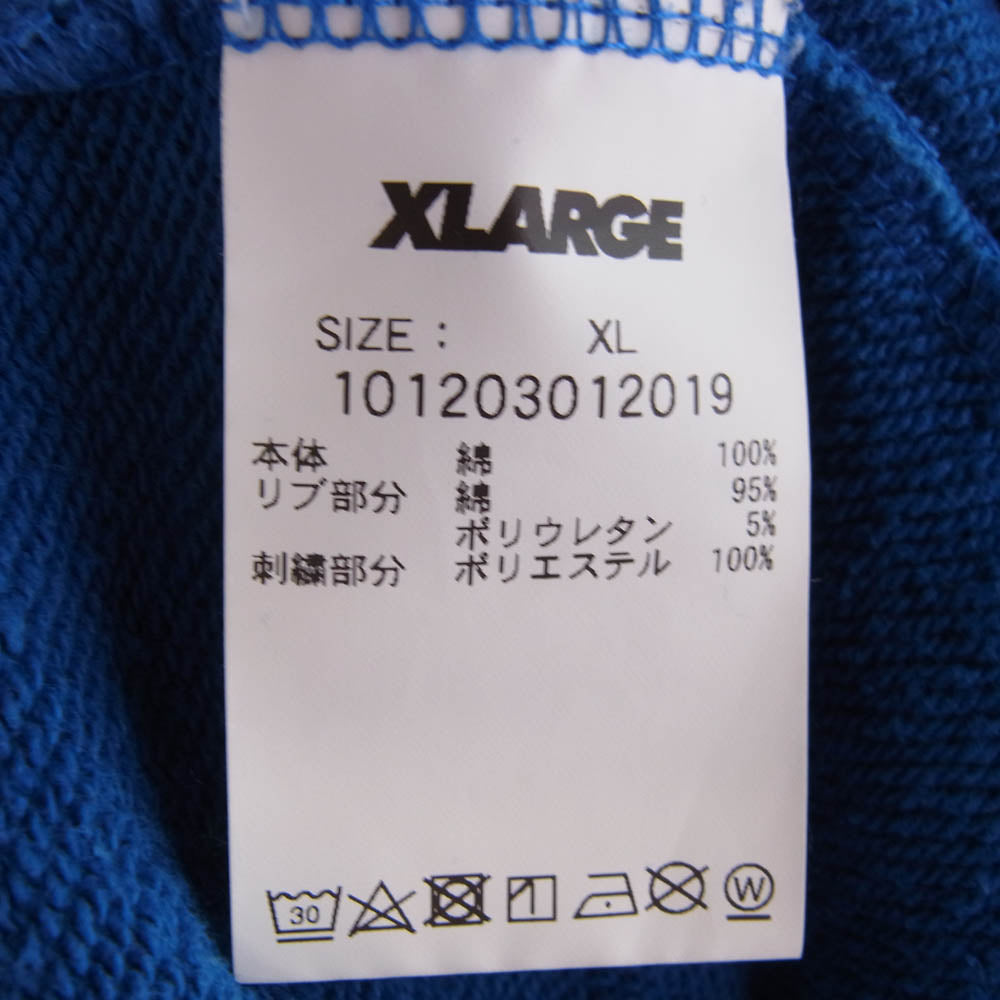 XLARGE
SIZE : XL
101203012019
本体 綿 100%
リブ部分 綿 95%
ポリウレタン 5%
刺繍部分 ポリエステル 100%
30 W